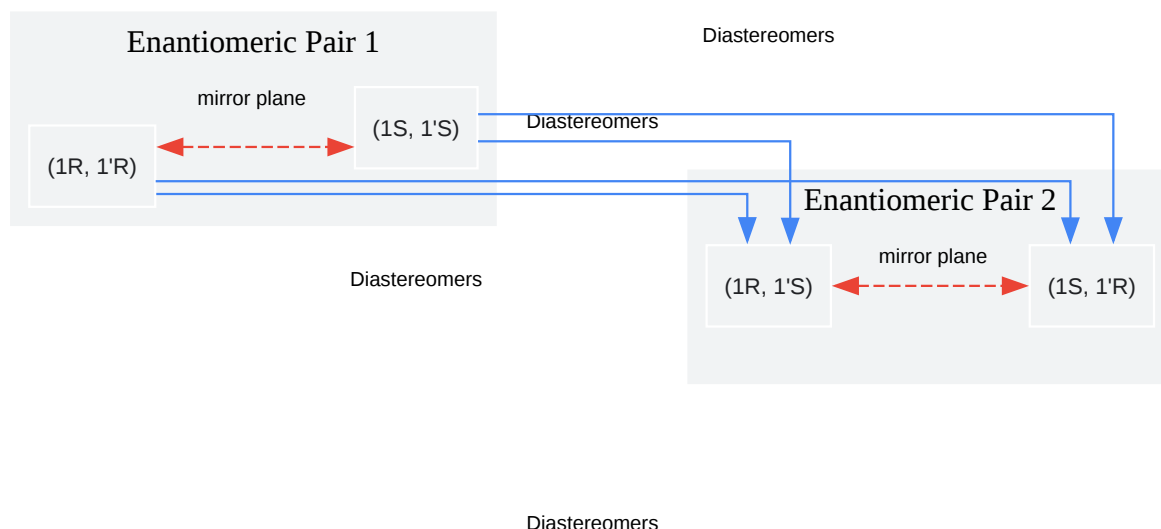 Enantiomeric Pair 1
Diastereomers
mirror plane
(1S, 1'S)
Diastereomers
(1R, 1'R)
Enantiomeric Pair 2
mirror plane
Diastereomers
(1R, 1'S)
(1S, 1'R)
Diastereomers